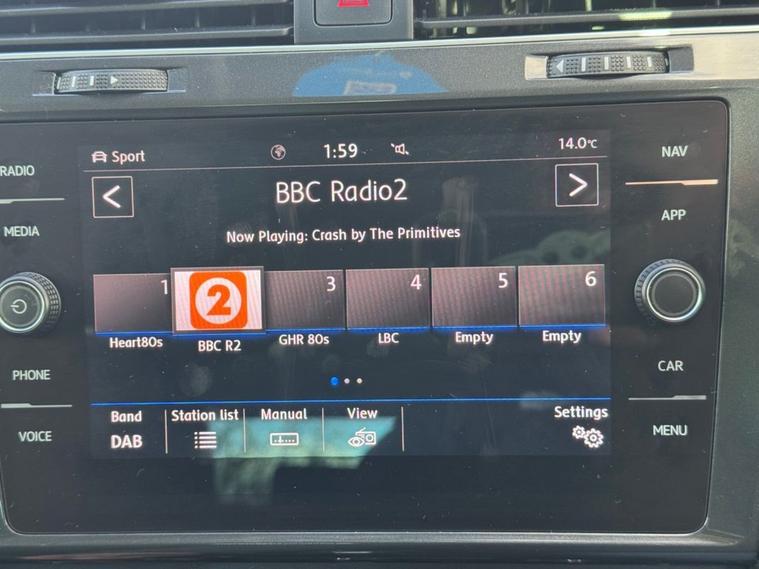 Sport
1:59
14.0°C
RADIO
NAV
BBC Radio2
APP
MEDIA
Now Playing: Crash by The Primitives
1
2
3
4
5
6
Heart80s
BBC R2
GHR 80s
LBC
Empty
Empty
PHONE
CAR
Band
Station list
Manual
View
Settings
DAB
VOICE
MENU